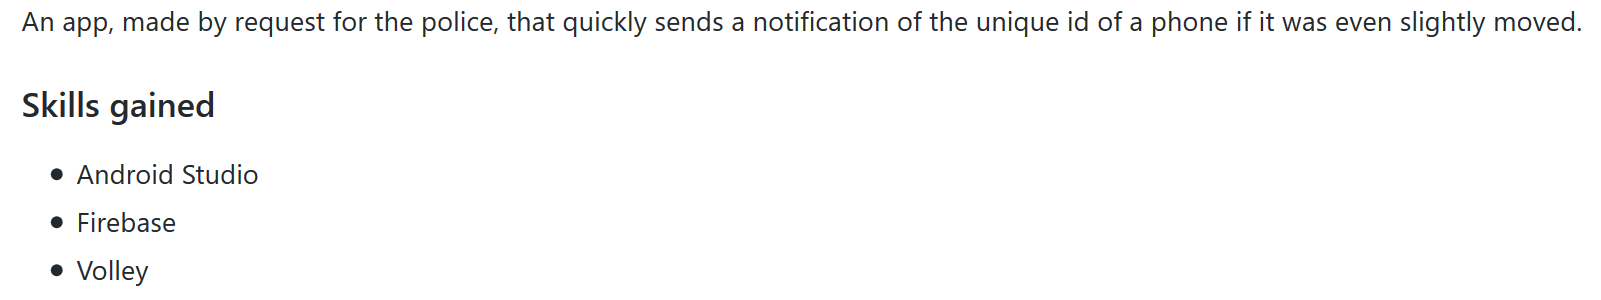 An app, made by request for the police, that quickly sends a notification of the unique id of a phone if it was even slightly moved.
Skills gained
Android Studio
Firebase
Volley